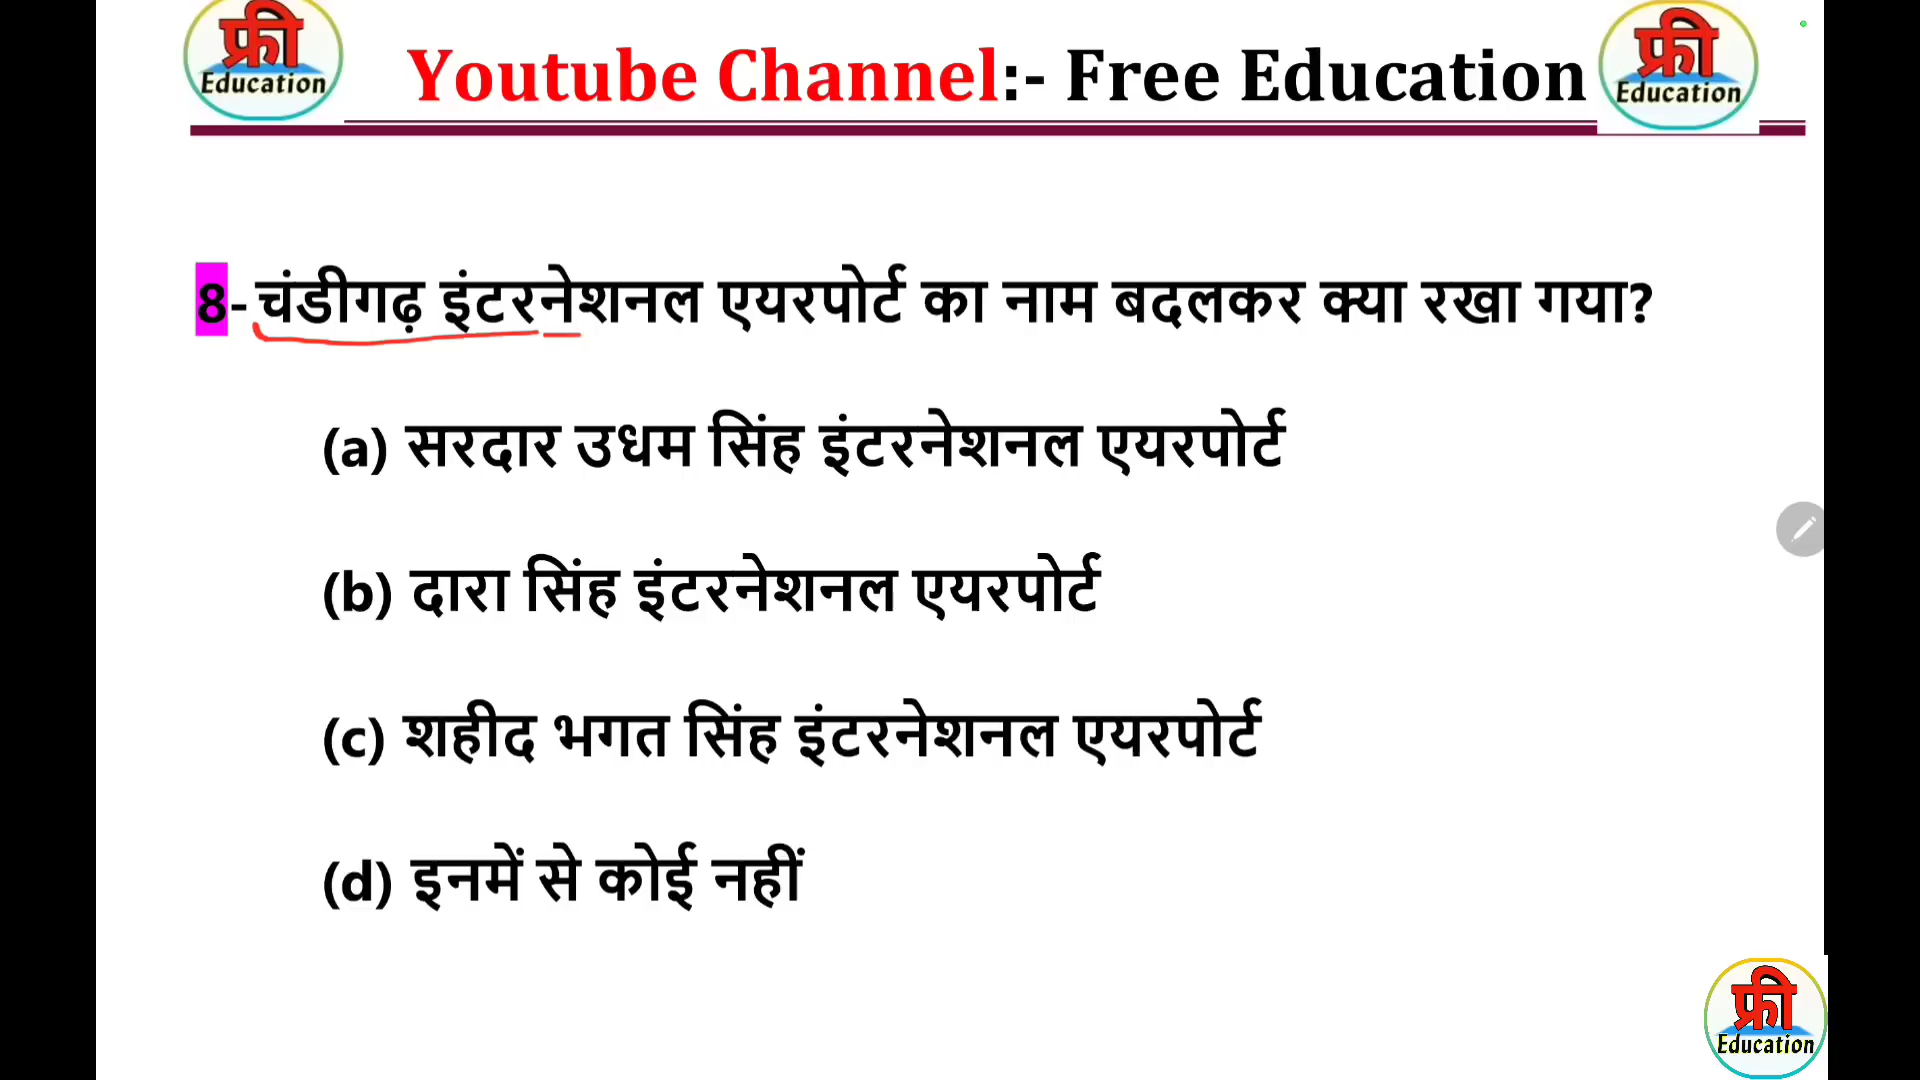 फ्री
Education
Youtube Channel:- Free Education
फ्री
Education
8-चंडीगढ़ इंटरनेशनल एयरपोर्ट का नाम बदलकर क्या रखा गया?
(a) सरदार उधम सिंह इंटरनेशनल एयरपोर्ट
(b) दारा सिंह इंटरनेशनल एयरपोर्ट
(c) शहीद भगत सिंह इंटरनेशनल एयरपोर्ट
(d) इनमें से कोई नहीं
फ्री
Education